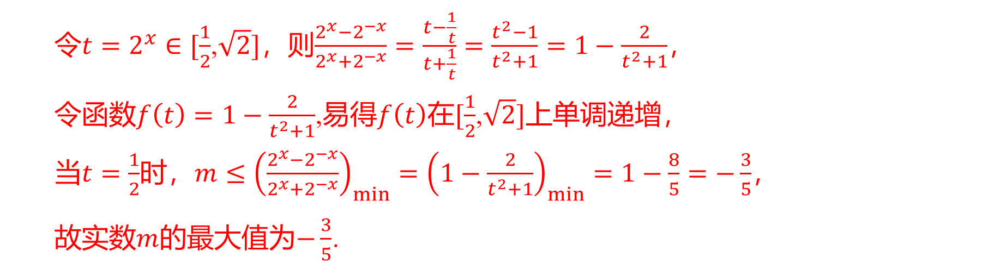 令$t = 2^x \in [\frac{1}{2},\sqrt{2}]$，则$\frac{2^x-2^{-x}}{2^x+2^{-x}} = \frac{t-\frac{1}{t}}{t+\frac{1}{t}} = \frac{t^2-1}{t^2+1} = 1 - \frac{2}{t^2+1}$,
令函数$f(t) = 1 - \frac{2}{t^2+1}$,易得$f(t)$在$[\frac{1}{2},\sqrt{2}]$上单调递增，
当$t = \frac{1}{2}$时，$m \leq \left(\frac{2^x-2^{-x}}{2^x+2^{-x}}\right)_{\min} = \left(1 - \frac{2}{t^2+1}\right)_{\min} = 1 - \frac{8}{5} = -\frac{3}{5}$,
故实数$m$的最大值为$-\frac{3}{5}$.